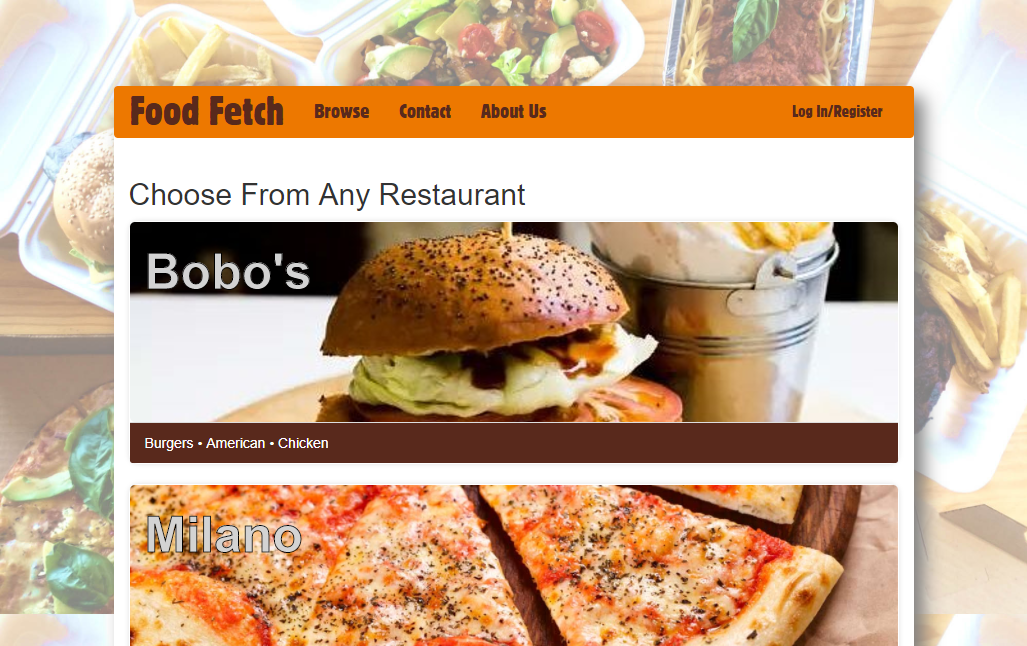 Food Fetch Browse Contact About Us Log In/Register
Choose From Any Restaurant
Bobo's
Burgers • American • Chicken
Milano